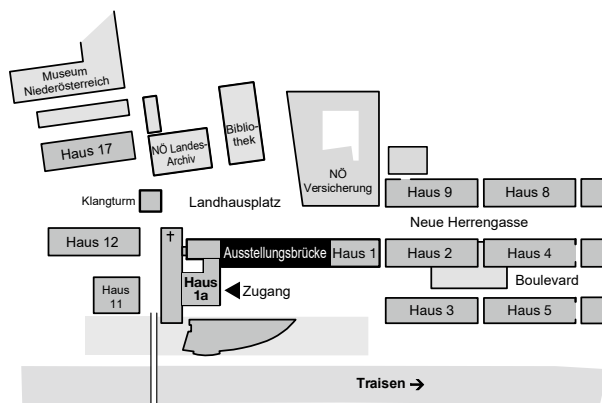 Museum
Niederösterreich
Haus 17
NÖ Landes-
Archiv
Biblio-
thek
NÖ
Versicherung
Haus 9
Haus 8
Klangturm
Landhausplatz
Neue Herrengasse
Haus 12
Ausstellungsbrücke
Haus 1
Haus 2
Haus 4
Haus
1a
Zugang
Boulevard
Haus
11
Haus 3
Haus 5
Traisen →